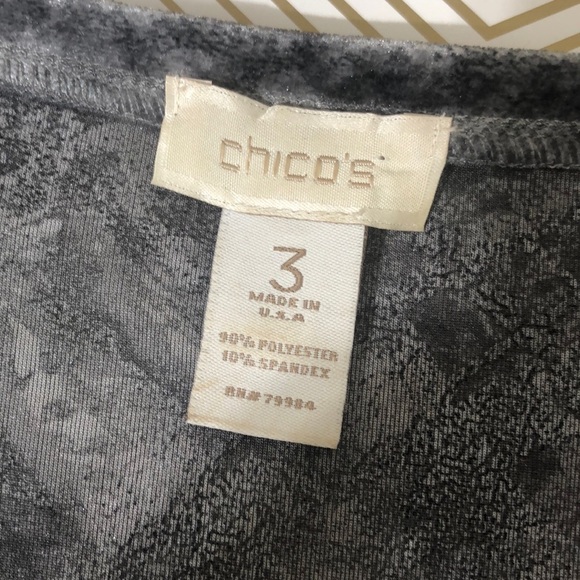 chico's
3
MADE IN
U.S.A
90% POLYESTER
10% SPANDEX
RN# 79984